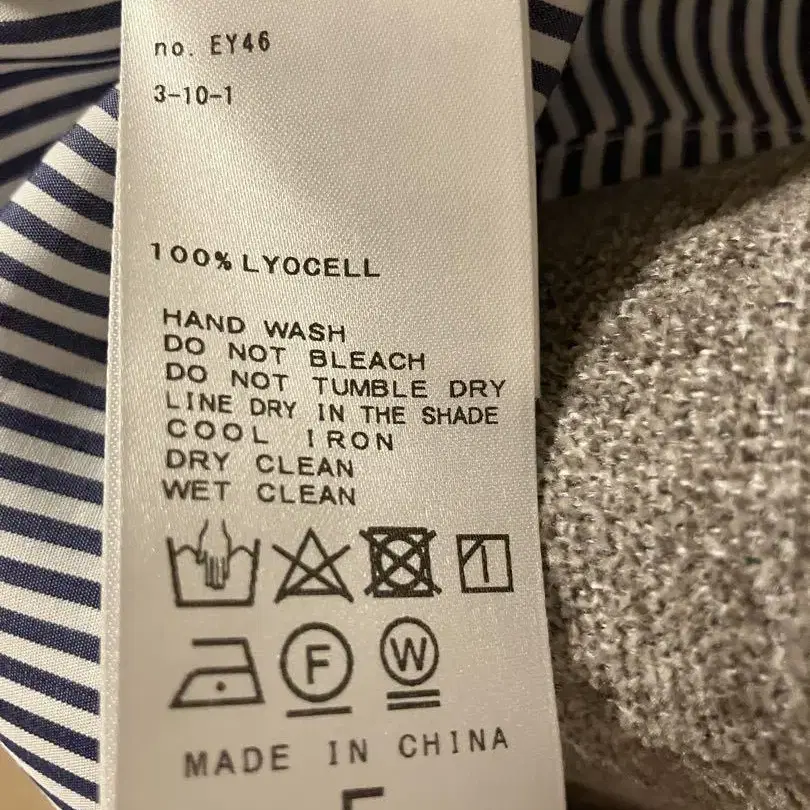 no. EY46
3-10-1
100% LYOCELL
HAND WASH
DO NOT BLEACH
DO NOT TUMBLE DRY
LINE DRY IN THE SHADE
COOL IRON
DRY CLEAN
WET CLEAN
F W
MADE IN CHINA